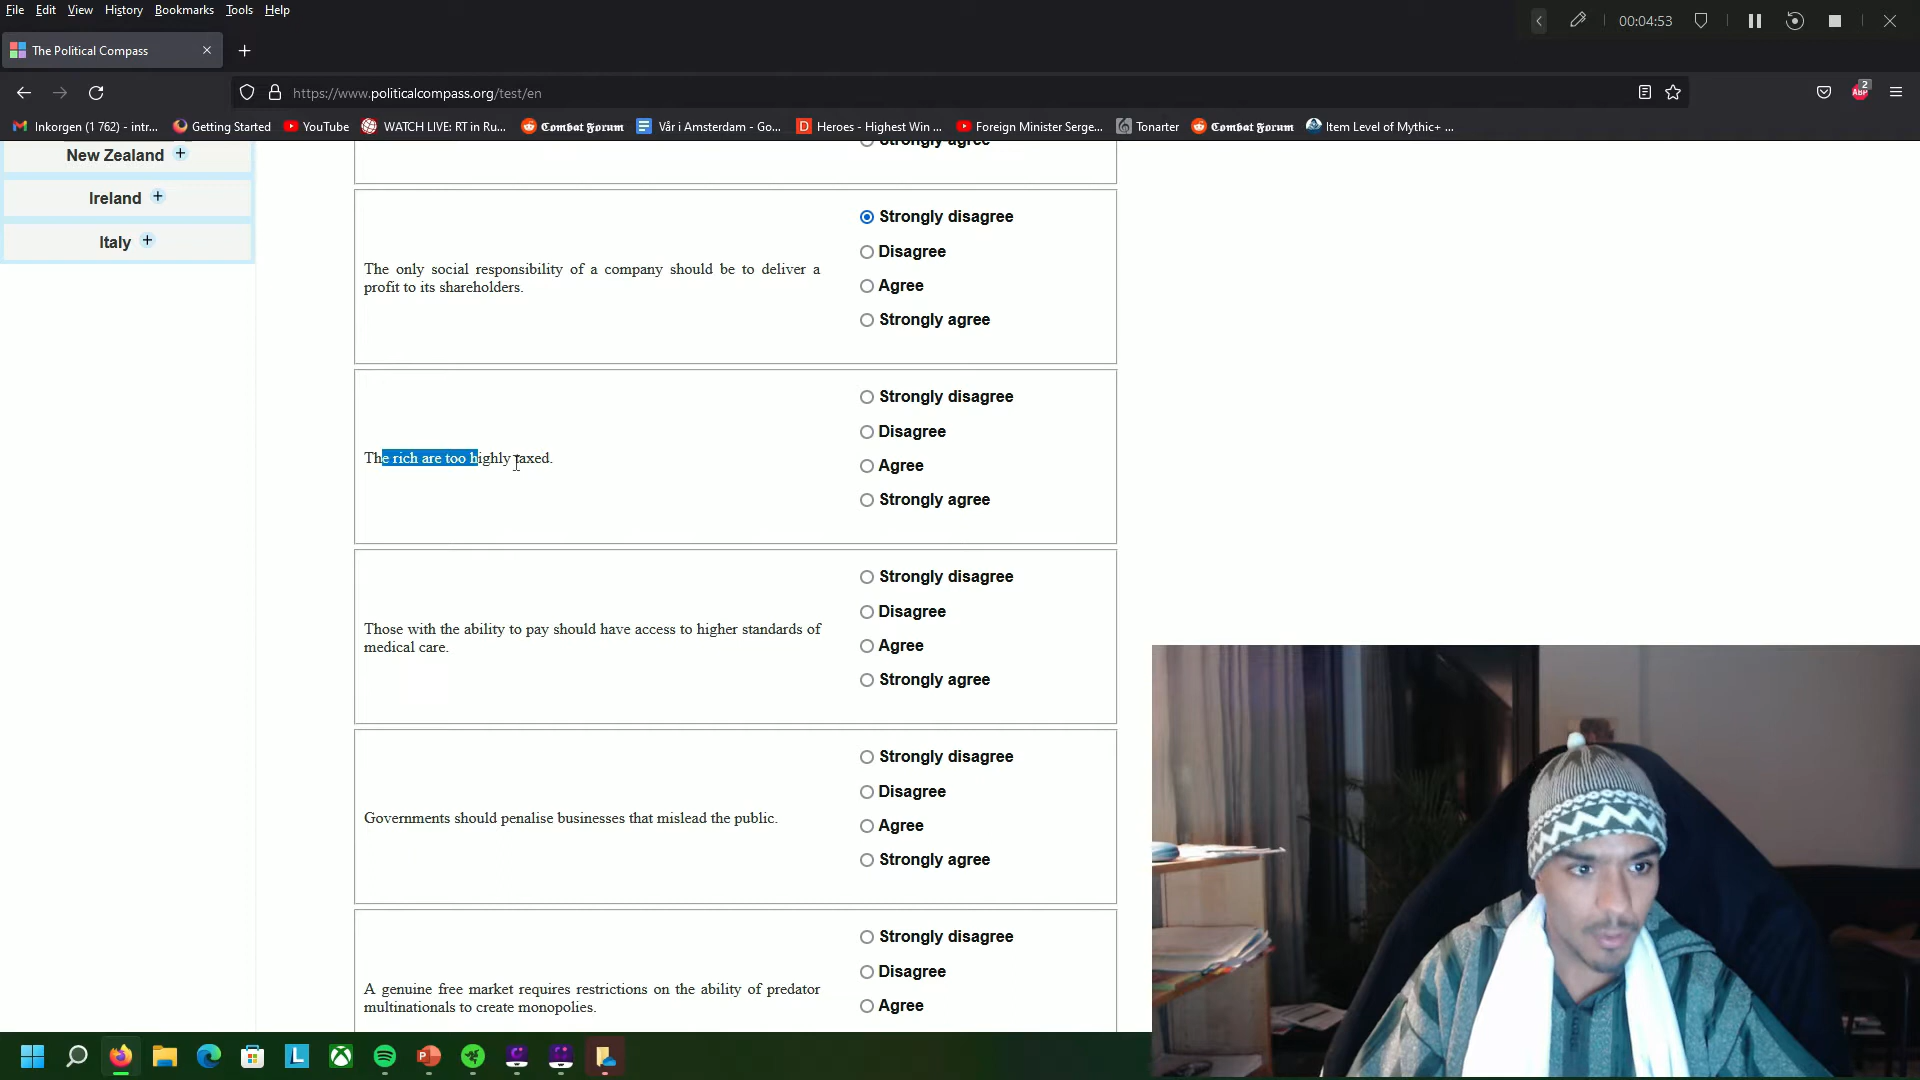 File Edit View History Bookmarks Tools Help
00:04:53
The Political Compass
https://www.politicalcompass.org/test/en
2
ABP
Inkorgen (1 762) - intr... Getting Started YouTube WATCH LIVE: RT in Ru... Combat Forum Vår i Amsterdam - Go... Heroes - Highest Win ... Foreign Minister Serge... Tonarter Combat Forum Item Level of Mythic+ ...
New Zealand +
Ireland +
Italy +
Strongly agree
The only social responsibility of a company should be to deliver a
profit to its shareholders.
Strongly disagree
Disagree
Agree
Strongly agree
The rich are too highly taxed.
Strongly disagree
Disagree
Agree
Strongly agree
Those with the ability to pay should have access to higher standards of
medical care.
Strongly disagree
Disagree
Agree
Strongly agree
Governments should penalise businesses that mislead the public.
Strongly disagree
Disagree
Agree
Strongly agree
A genuine free market requires restrictions on the ability of predator
multinationals to create monopolies.
Strongly disagree
Disagree
Agree